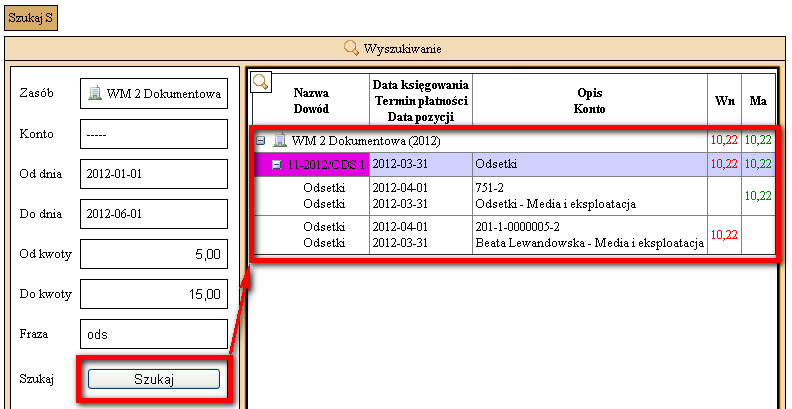 Szukaj S
Wyszukiwanie
Zasób WM 2 Dokumentowa
Konto -----
Od dnia 2012-01-01
Do dnia 2012-06-01
Od kwoty 5,00
Do kwoty 15,00
Fraza ods
Szukaj Szukaj
Nazwa Dowód Data księgowania Termin płatności Data pozycji Opis Konto Wn Ma
WM 2 Dokumentowa (2012) 10,22 10,22
11-2012/ODS 1 2012-03-31 Odsetki 10,22 10,22
Odsetki 2012-04-01 751-2
Odsetki 2012-03-31 Odsetki - Media i eksploatacja 10,22
Odsetki 2012-04-01 201-1-0000005-2
Odsetki 2012-03-31 Beata Lewandowska - Media i eksploatacja 10,22